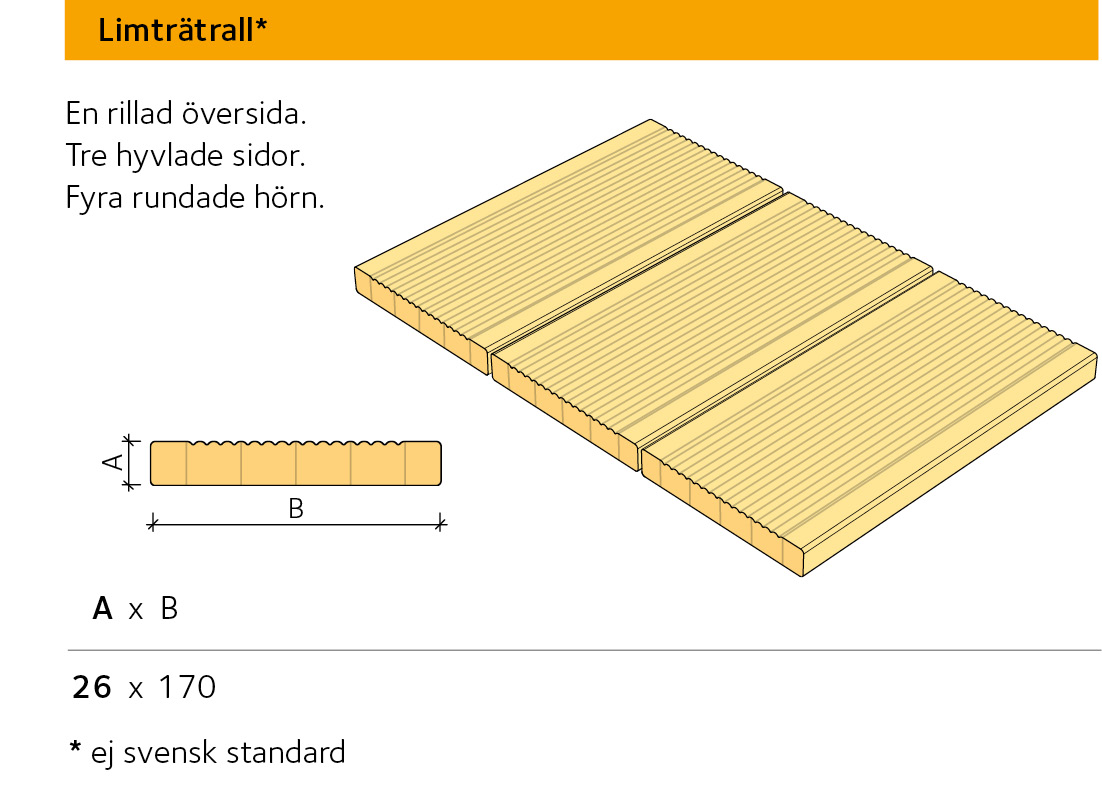 Limträtrall*
En rillad översida.
Tre hyvlade sidor.
Fyra rundade hörn.
A
B
A x B
26 x 170
* ej svensk standard